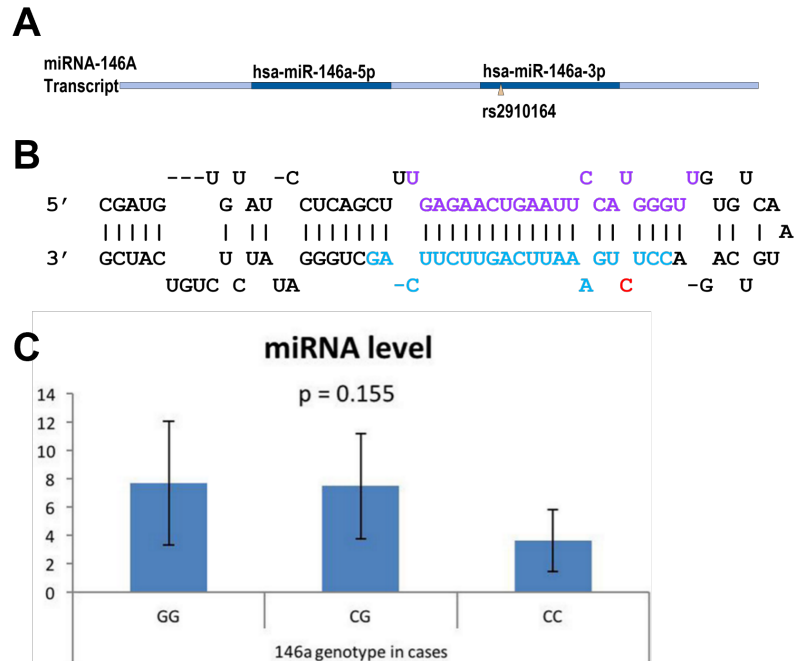 A
miRNA-146A
Transcript
hsa-miR-146a-5p
hsa-miR-146a-3p
rs2910164
B
---U U -C UU C U UG U
5′ CGAUG G AU CUCAGCU GAGAACUGAAUU CA GGGU UG CA
||||| | || ||||||| |||||||||||| || |||| || | A
3′ GCUAC U UA GGGUCGA UUCUUGACUUAA GU UCCA AC GU
UGUC C UA -C A C -G U
C
miRNA level
p = 0.155
14
12
10
8
6
4
2
0
GG CG CC
146a genotype in cases